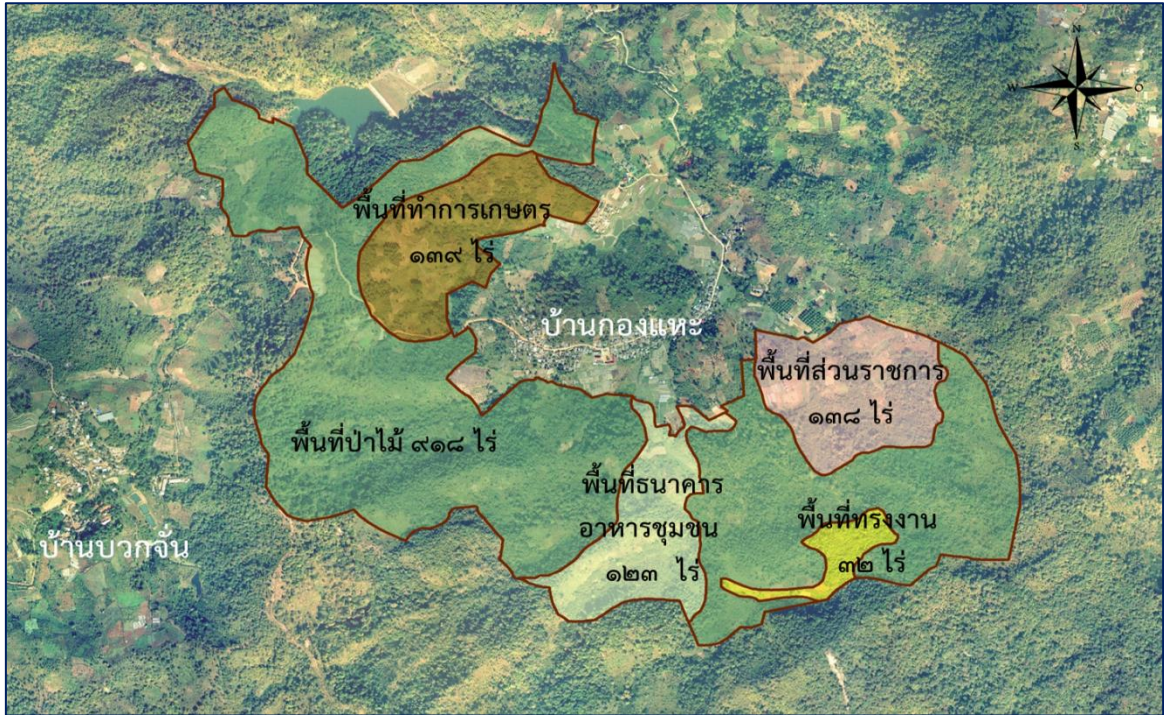 N
W O
S
พื้นที่ทำการเกษตร
๑๓๙ ไร่
บ้านกองแหะ
พื้นที่ส่วนราชการ
๑๓๘ ไร่
พื้นที่ป่าไม้ ๙๑๘ ไร่
พื้นที่ธนาคาร
อาหารชุมชน
๑๒๓ ไร่
พื้นที่ทรงงาน
๓๒ ไร่
บ้านบวกจั่น